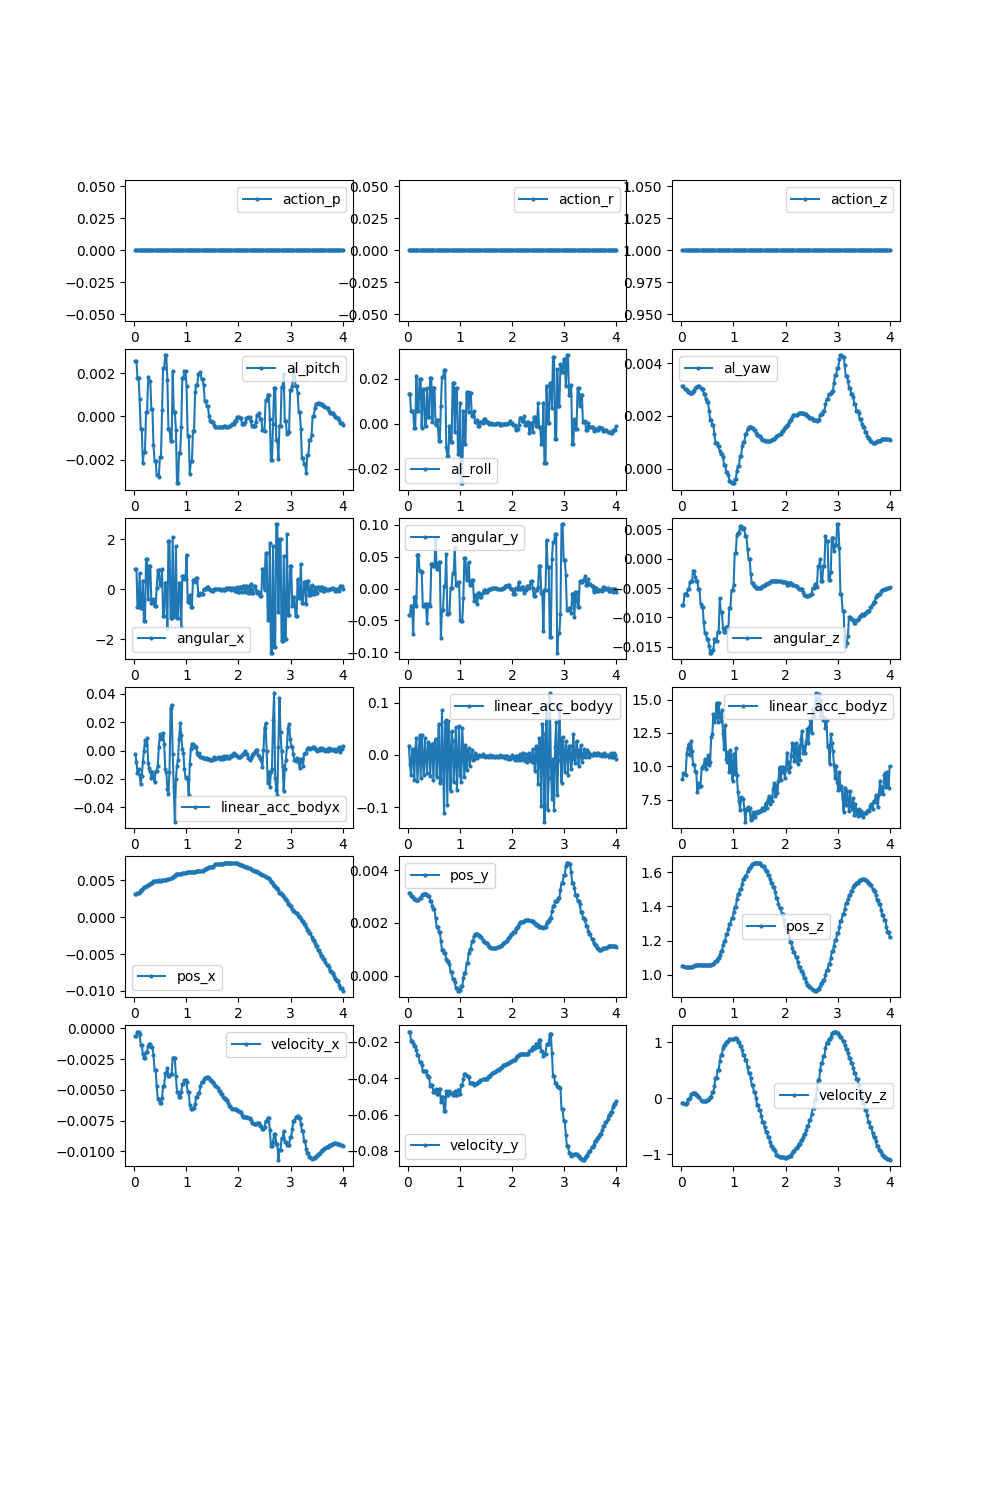 0.050 action_p
0.025
0.000
−0.025
−0.050
0 1 2 3 4
0.050 action_r
0.025
0.000
−0.025
−0.050
0 1 2 3 4
1.050 action_z
1.025
1.000
0.975
0.950
0 1 2 3 4
al_pitch
0.002
0.000
−0.002
0 1 2 3 4
0.02
0.00
−0.02 al_roll
0 1 2 3 4
0.004 al_yaw
0.002
0.000
0 1 2 3 4
2
0
−2 angular_x
0 1 2 3 4
0.10 angular_y
0.05
0.00
−0.05
−0.10
0 1 2 3 4
0.005
0.000
−0.005
−0.010
−0.015 angular_z
0 1 2 3 4
0.04
0.02
0.00
−0.02
−0.04 linear_acc_bodyx
0 1 2 3 4
0.1 linear_acc_bodyy
0.0
−0.1
0 1 2 3 4
15.0 linear_acc_bodyz
12.5
10.0
7.5
0 1 2 3 4
0.005
0.000
−0.005
pos_x
−0.010
0 1 2 3 4
0.004 pos_y
0.002
0.000
0 1 2 3 4
1.6
1.4
pos_z
1.2
1.0
0 1 2 3 4
0.0000 velocity_x
−0.0025
−0.0050
−0.0075
−0.0100
0 1 2 3 4
−0.02
−0.04
−0.06
−0.08 velocity_y
0 1 2 3 4
1
0 velocity_z
−1
0 1 2 3 4